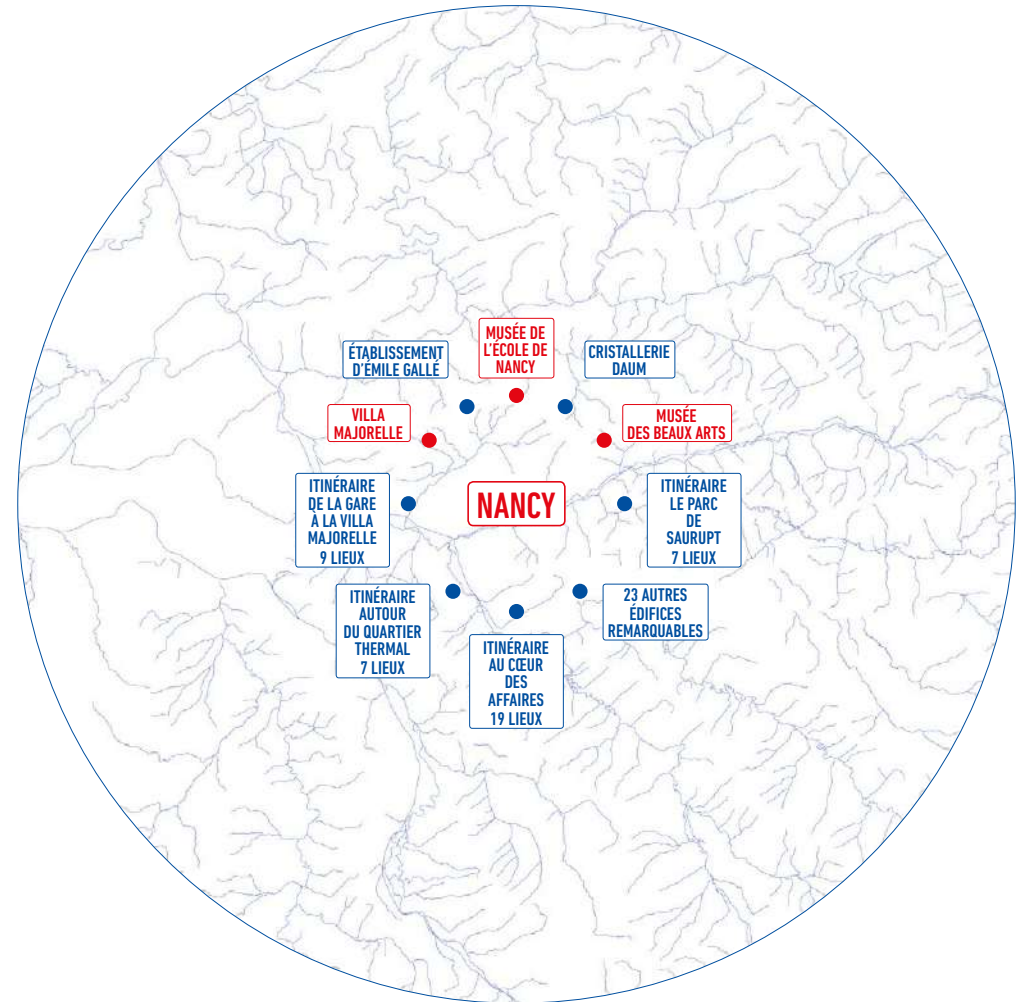 MUSÉE DE
L'ÉCOLE DE
NANCY
ÉTABLISSEMENT
D'ÉMILE GALLÉ
CRISTALLERIE
DAUM
VILLA
MAJORELLE
MUSÉE
DES BEAUX ARTS
ITINÉRAIRE
DE LA GARE
À LA VILLA
MAJORELLE
9 LIEUX
NANCY
ITINÉRAIRE
LE PARC
DE
SAURUPT
7 LIEUX
ITINÉRAIRE
AUTOUR
DU QUARTIER
THERMAL
7 LIEUX
23 AUTRES
ÉDIFICES
REMARQUABLES
ITINÉRAIRE
AU CŒUR
DES
AFFAIRES
19 LIEUX